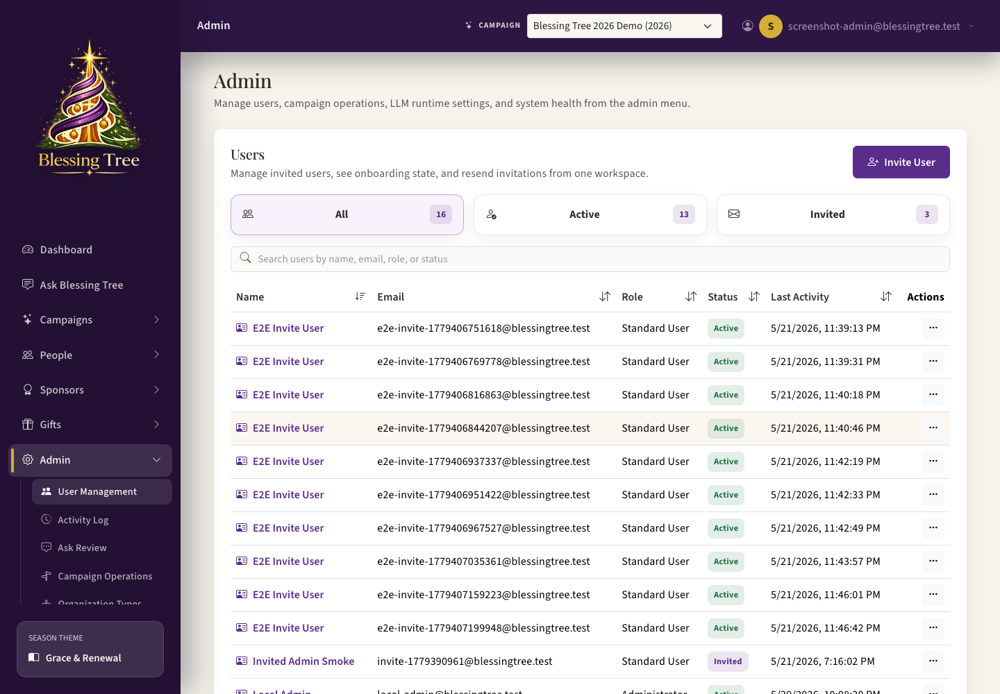 Blessing Tree
Dashboard
Ask Blessing Tree
Campaigns
People
Sponsors
Gifts
Admin
User Management
Activity Log
Ask Review
Campaign Operations
Organization Types
SEASON THEME
Grace & Renewal
Admin
CAMPAIGN
Blessing Tree 2026 Demo (2026)
S
screenshot-admin@blessingtree.test
Admin
Manage users, campaign operations, LLM runtime settings, and system health from the admin menu.
Users
Manage invited users, see onboarding state, and resend invitations from one workspace.
Invite User
All 16
Active 13
Invited 3
Search users by name, email, role, or status
Name Email Role Status Last Activity Actions
E2E Invite User e2e-invite-1779406751618@blessingtree.test Standard User Active 5/21/2026, 11:39:13 PM ...
E2E Invite User e2e-invite-1779406769778@blessingtree.test Standard User Active 5/21/2026, 11:39:31 PM ...
E2E Invite User e2e-invite-1779406816863@blessingtree.test Standard User Active 5/21/2026, 11:40:18 PM ...
E2E Invite User e2e-invite-1779406844207@blessingtree.test Standard User Active 5/21/2026, 11:40:46 PM ...
E2E Invite User e2e-invite-1779406937337@blessingtree.test Standard User Active 5/21/2026, 11:42:19 PM ...
E2E Invite User e2e-invite-1779406951422@blessingtree.test Standard User Active 5/21/2026, 11:42:33 PM ...
E2E Invite User e2e-invite-1779406967527@blessingtree.test Standard User Active 5/21/2026, 11:42:49 PM ...
E2E Invite User e2e-invite-1779407035361@blessingtree.test Standard User Active 5/21/2026, 11:43:57 PM ...
E2E Invite User e2e-invite-1779407159223@blessingtree.test Standard User Active 5/21/2026, 11:46:01 PM ...
E2E Invite User e2e-invite-1779407199948@blessingtree.test Standard User Active 5/21/2026, 11:46:42 PM ...
Invited Admin Smoke invite-1779390961@blessingtree.test Standard User Invited 5/21/2026, 7:16:02 PM ...
Local Admin local-admin@blessingtree.test Administrator Active